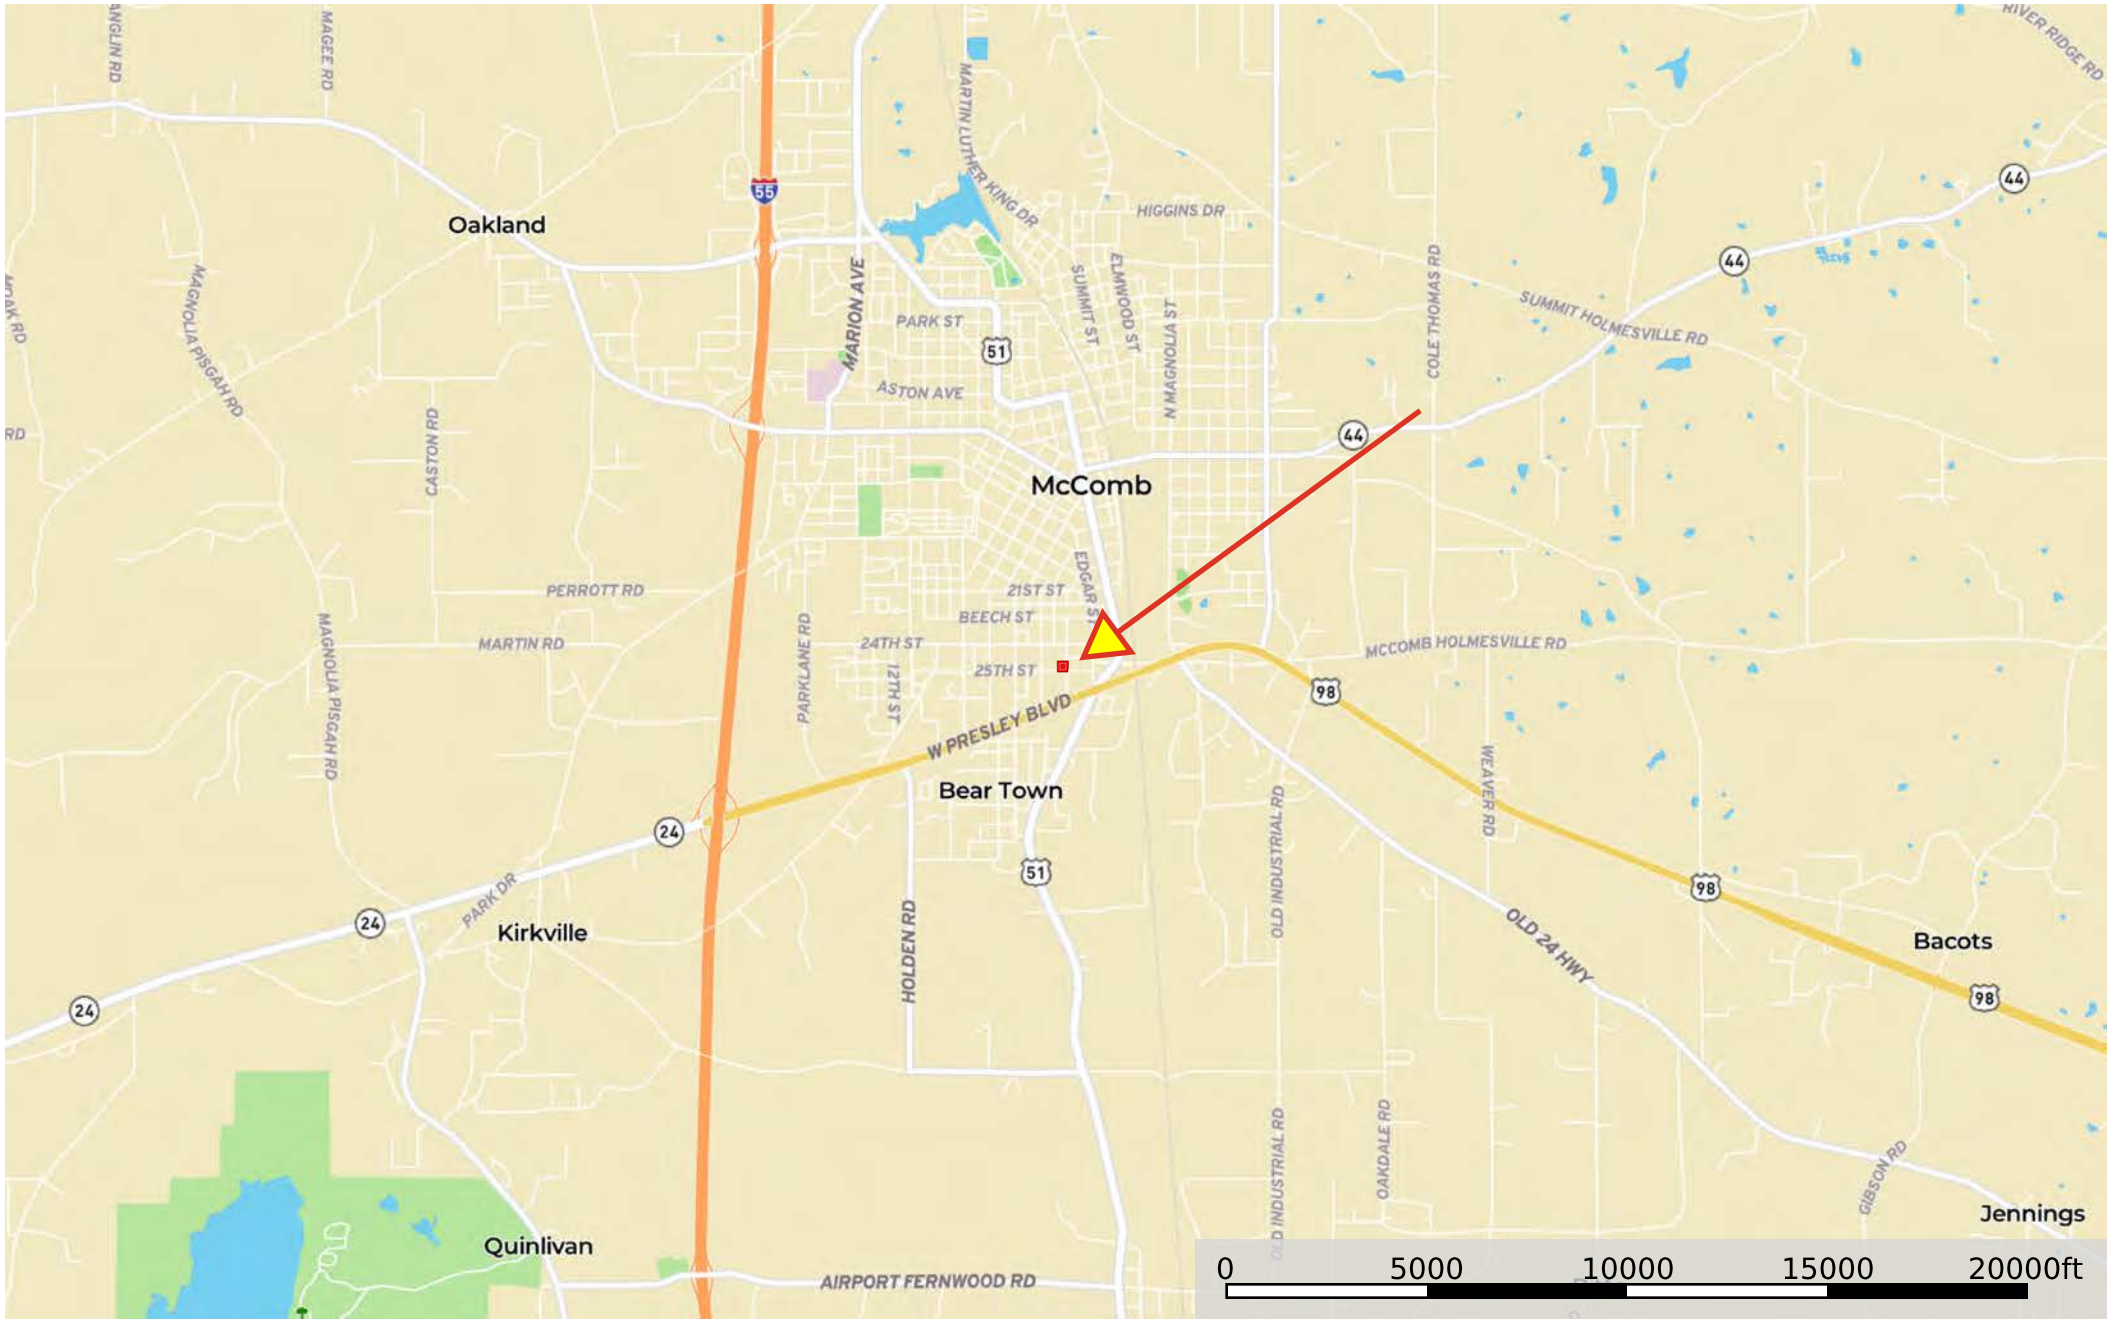 ANGLIN RD
MAGEE RD
MARTIN LUTHER KING DR
RIVER RIDGE RD
55
44
HIGGINS DR
Oakland
MAGNOLIA PISGAH RD
MARION AVE
SUMMIT ST
ELMWOOD ST
N MAGNOLIA ST
COLE THOMAS RD
44
SUMMIT HOLMESVILLE RD
PARK ST
51
ASTON AVE
RD
CASTON RD
44
McComb
EDGAR ST
21ST ST
PERROTT RD
BEECH ST
MARTIN RD
24TH ST
MCCOMB HOLMESVILLE RD
MAGNOLIA PISGAH RD
PARKLANE RD
12TH ST
25TH ST
98
W PRESLEY BLVD
WEAVER RD
Bear Town
OLD INDUSTRIAL RD
24
51
98
PARK DR
24
Kirkville
HOLDEN RD
OLD 24 HWY
Bacots
98
24
OLD INDUSTRIAL RD
OAKDALE RD
GIBSON RD
Jennings
Quinlivan
AIRPORT FERNWOOD RD
0 5000 10000 15000 20000ft